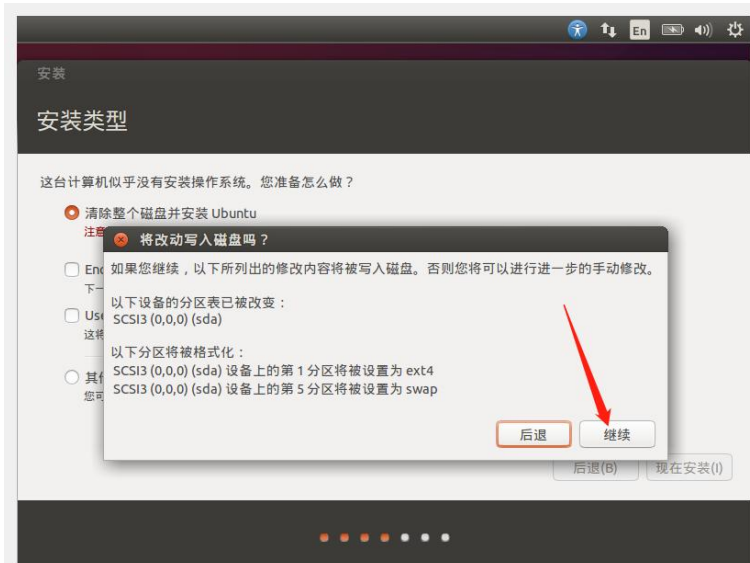 En
安装
安装类型
这台计算机似乎没有安装操作系统。您准备怎么做？
清除整个磁盘并安装 Ubuntu
将改动写入磁盘吗？
如果您继续，以下所列出的修改内容将被写入磁盘。否则您将可以进行进一步的手动修改。
以下设备的分区表已被改变：
SCSI3 (0,0,0) (sda)
以下分区将被格式化：
SCSI3 (0,0,0) (sda) 设备上的第 1 分区将被设置为 ext4
SCSI3 (0,0,0) (sda) 设备上的第 5 分区将被设置为 swap
后退
继续
后退(B)
现在安装(I)